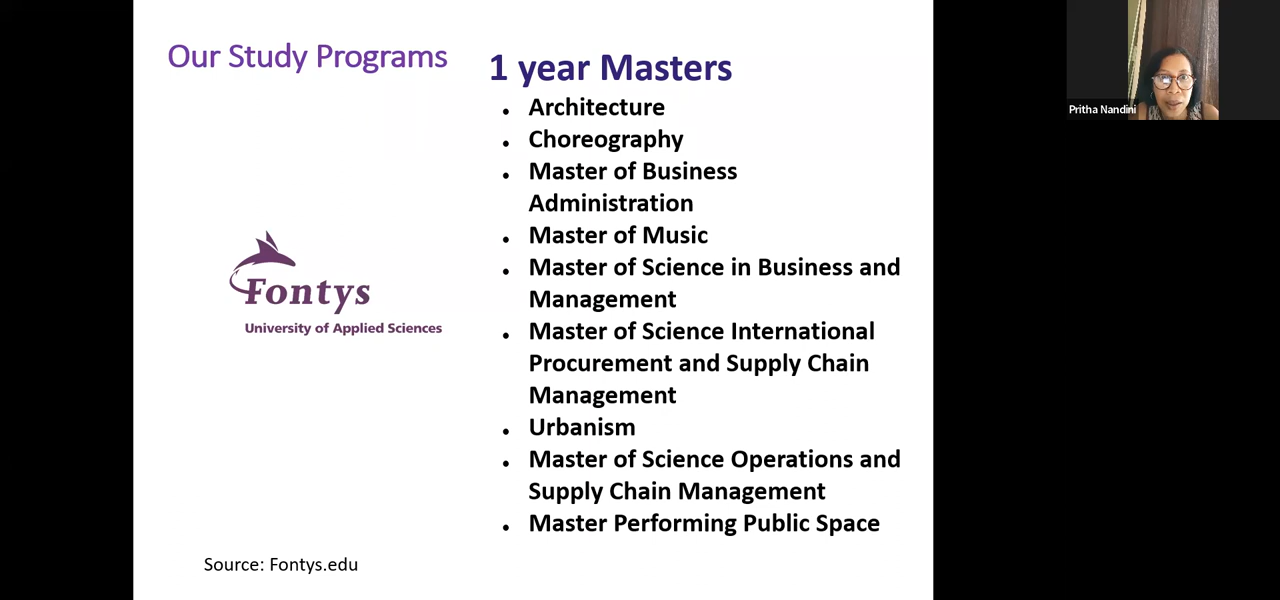 Our Study Programs
1 year Masters
• Architecture
• Choreography
• Master of Business
Administration
• Master of Music
• Master of Science in Business and
Management
• Master of Science International
Procurement and Supply Chain
Management
• Urbanism
• Master of Science Operations and
Supply Chain Management
• Master Performing Public Space
Fontys
University of Applied Sciences
Source: Fontys.edu
Pritha Nandini